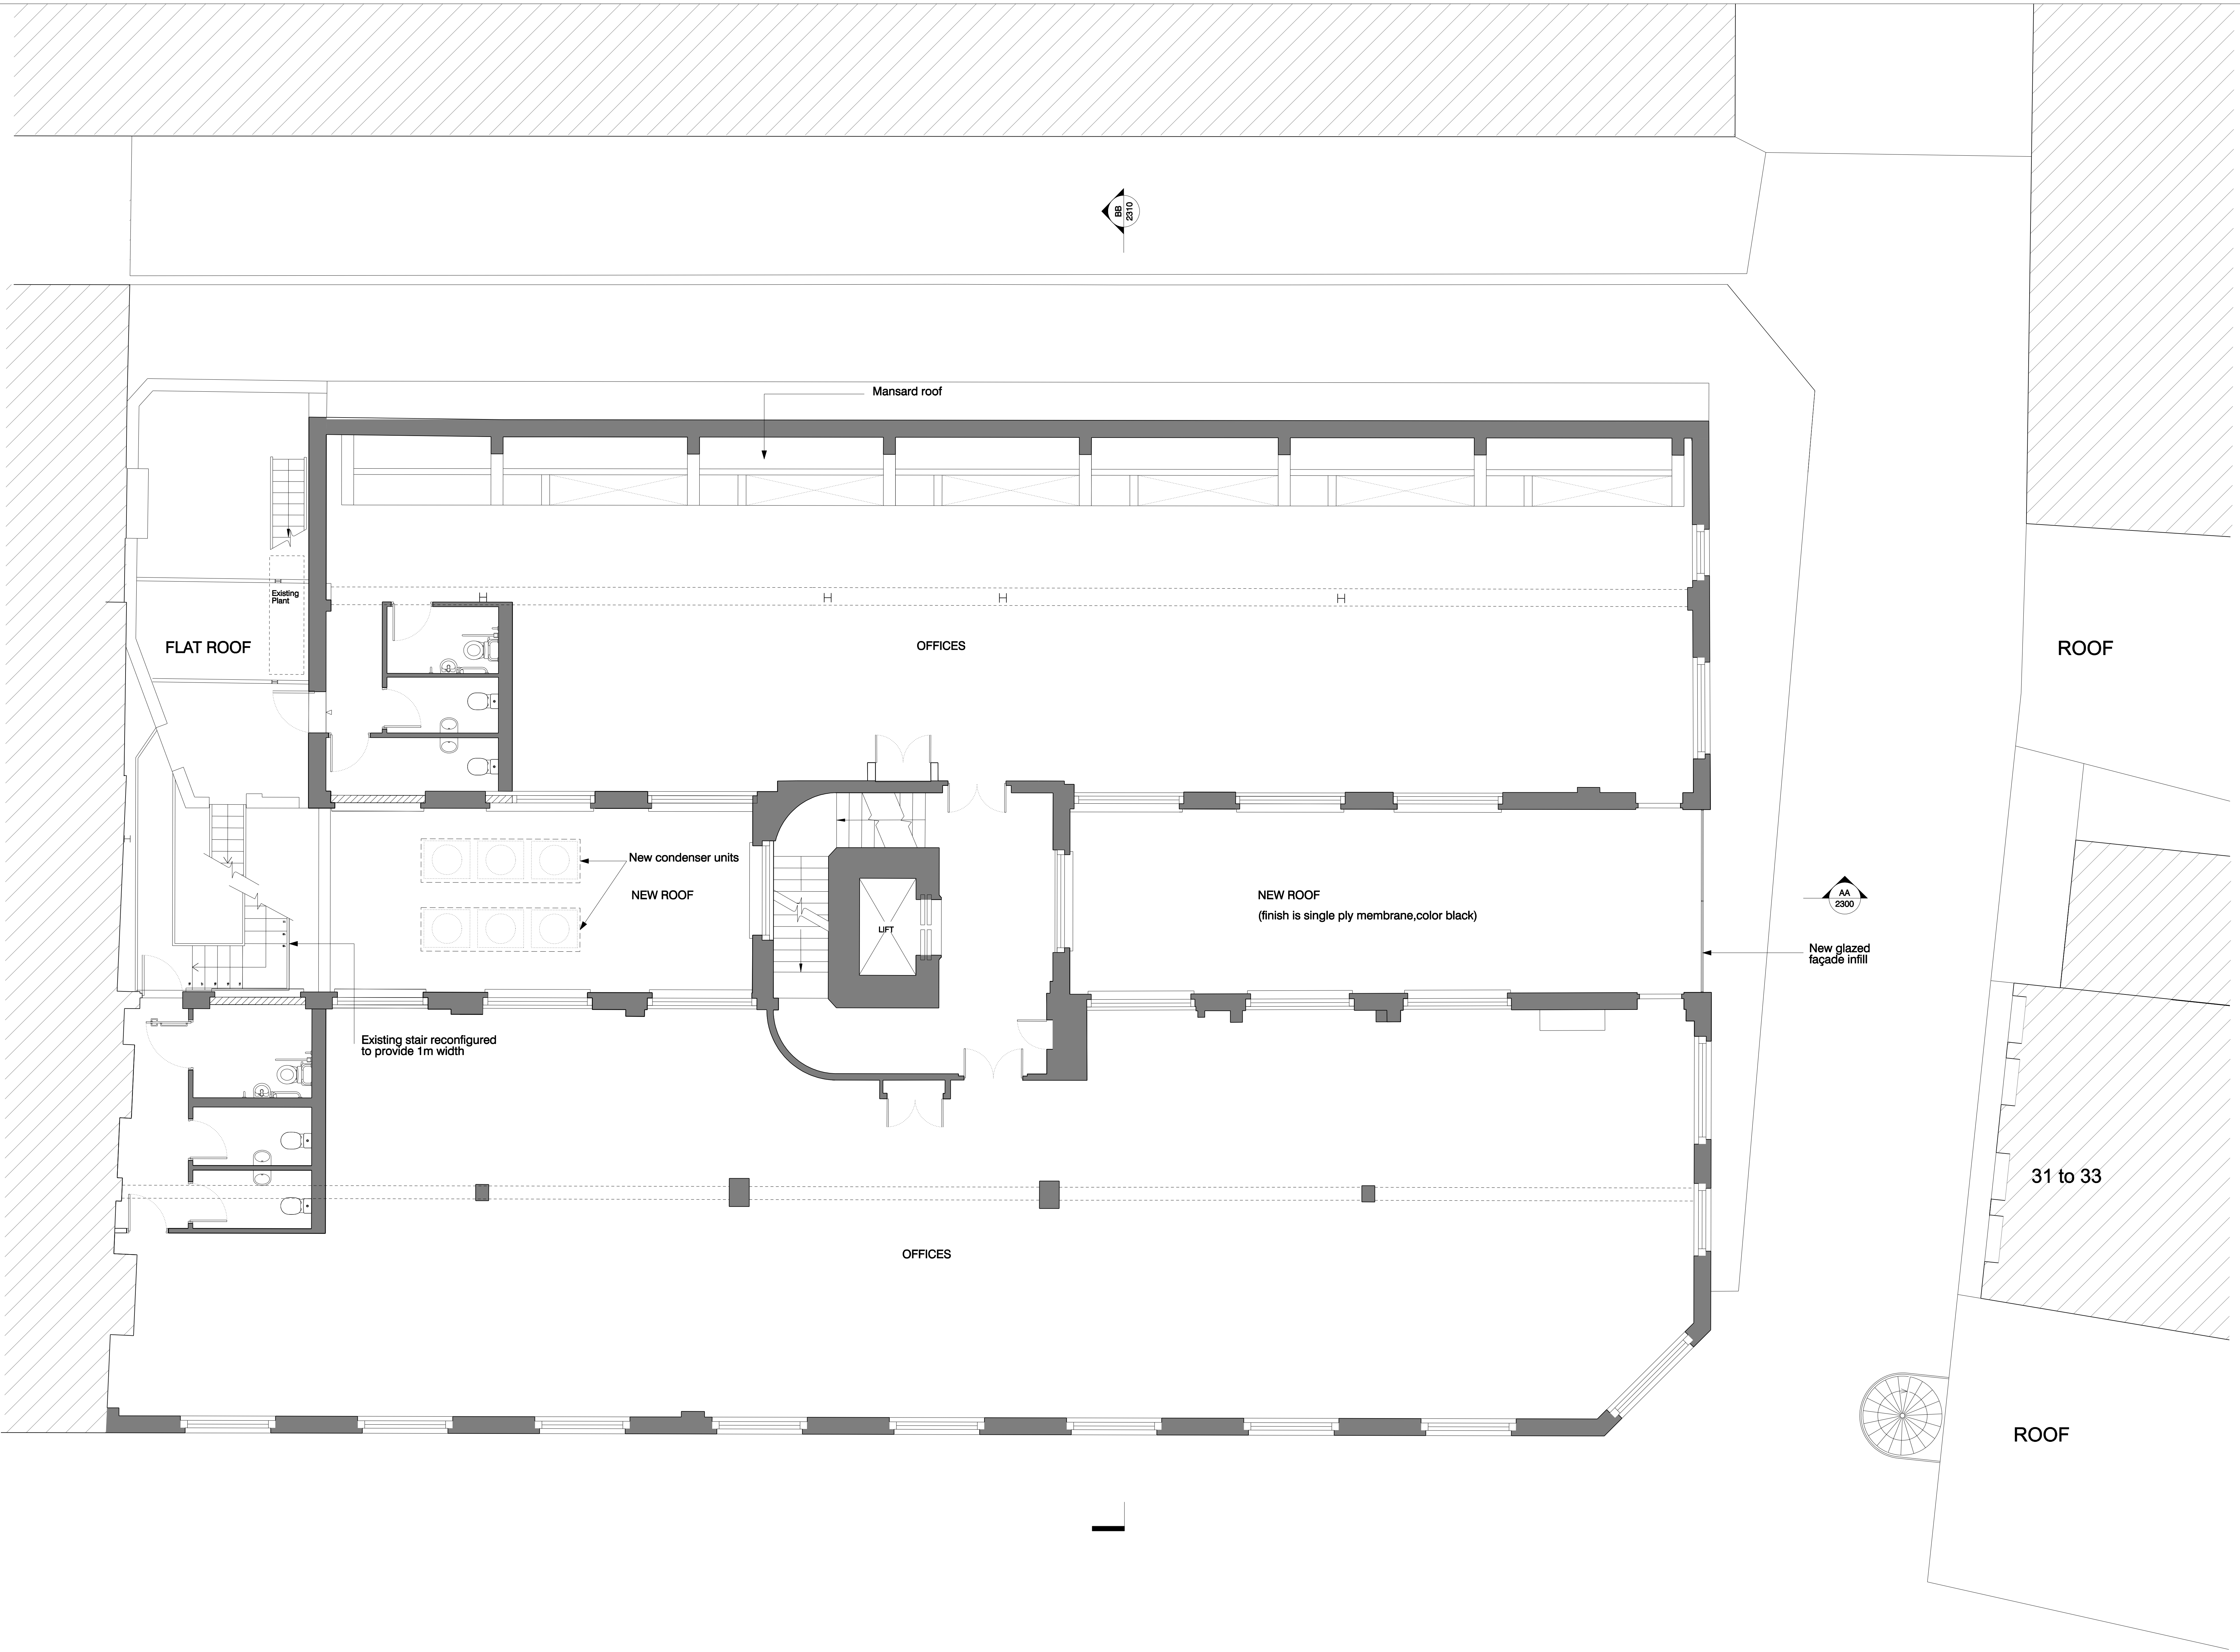 BB
2310
Mansard roof
Existing
Plant
FLAT ROOF
OFFICES
ROOF
New condenser units
NEW ROOF
LIFT
NEW ROOF
(finish is single ply membrane,color black)
AA
2300
New glazed
façade infill
Existing stair reconfigured
to provide 1m width
31 to 33
OFFICES
ROOF